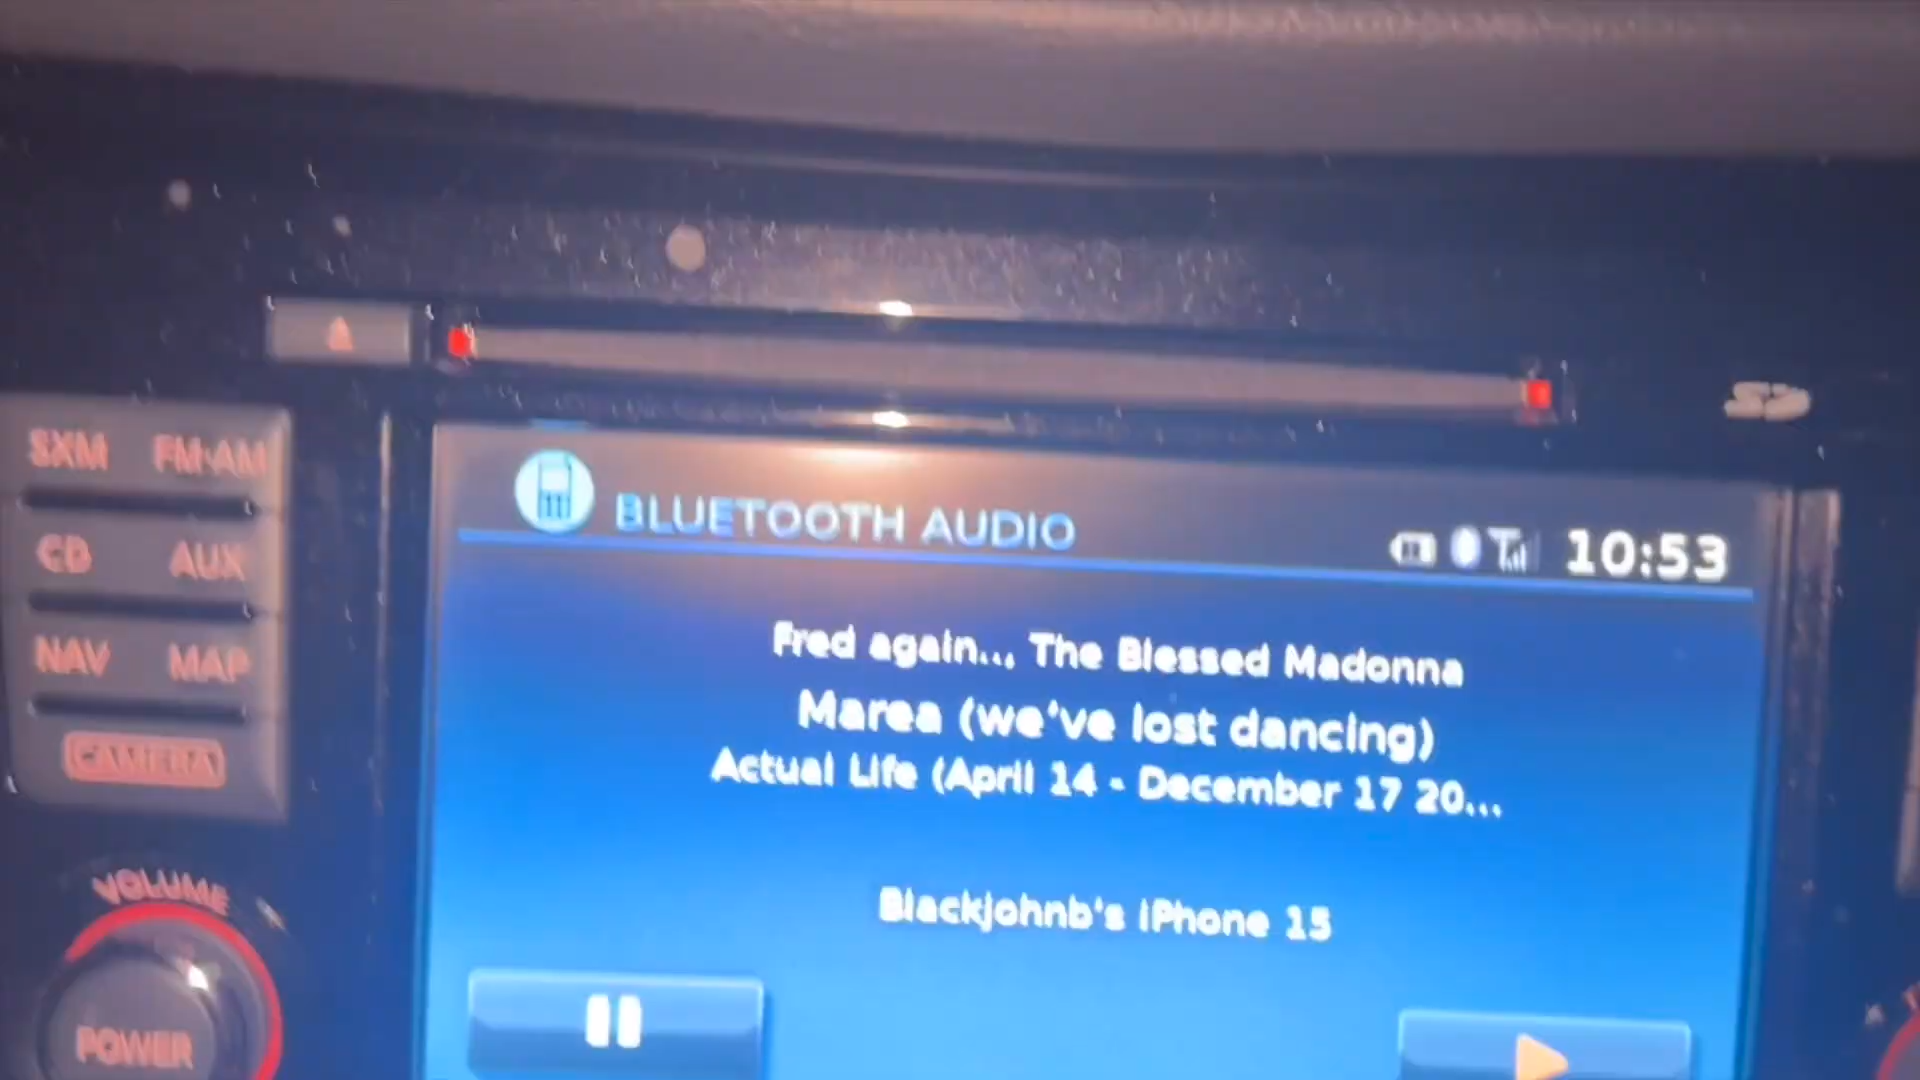 SXM FM·AM
CD AUX
NAV MAP
CAMERA
VOLUME
POWER
BLUETOOTH AUDIO
10:53
Fred again.., The Blessed Madonna
Marea (we've lost dancing)
Actual Life (April 14 - December 17 20...
Blackjohnb's iPhone 15